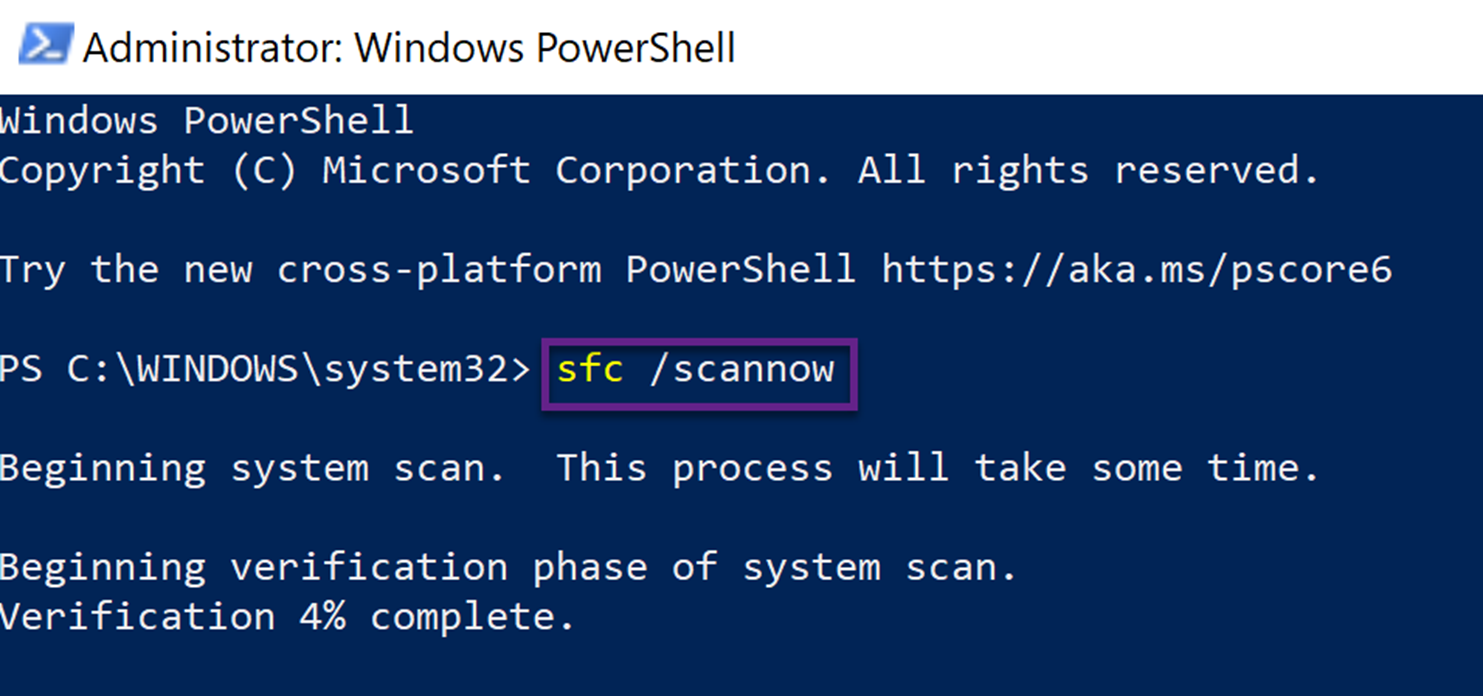 Administrator: Windows PowerShell
Windows PowerShell
Copyright (C) Microsoft Corporation. All rights reserved.
Try the new cross-platform PowerShell https://aka.ms/pscore6
PS C:\WINDOWS\system32> sfc /scannow
Beginning system scan.  This process will take some time.
Beginning verification phase of system scan.
Verification 4% complete.